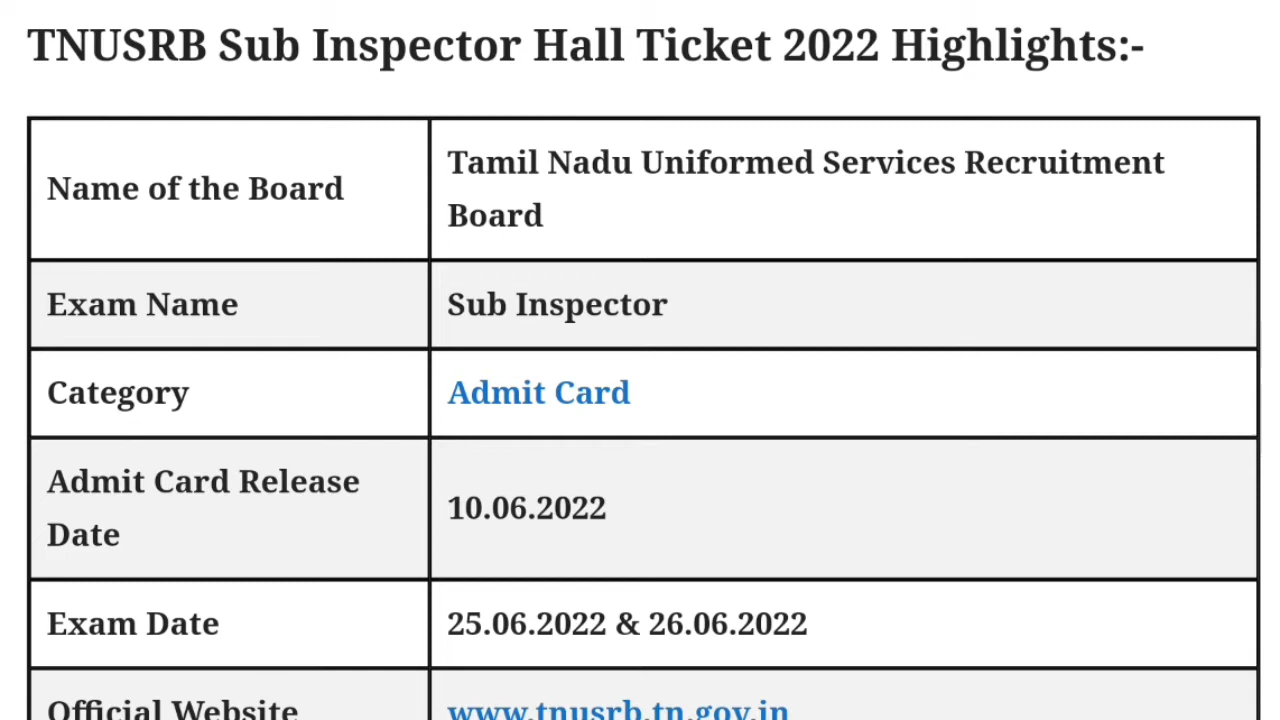 TNUSRB Sub Inspector Hall Ticket 2022 Highlights:-
Name of the Board
Tamil Nadu Uniformed Services Recruitment
Board
Exam Name
Sub Inspector
Category
Admit Card
Admit Card Release
Date
10.06.2022
Exam Date
25.06.2022 & 26.06.2022
Official Website
www.tnusrb.tn.gov.in